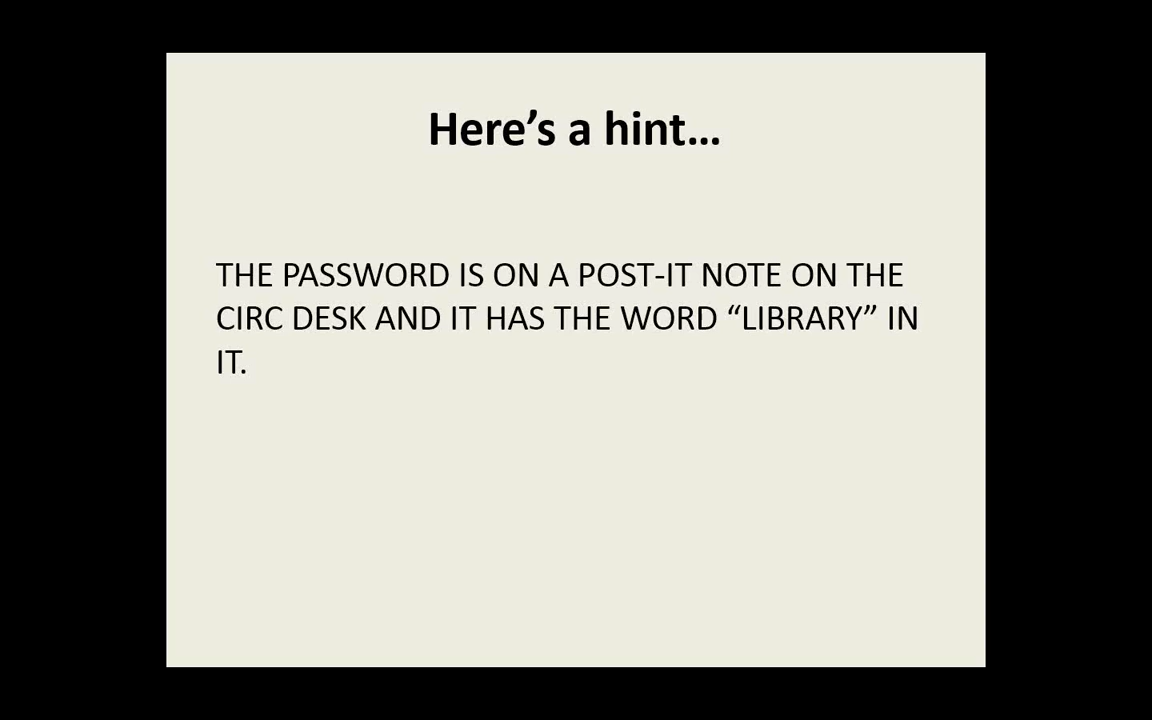 Here’s a hint…
THE PASSWORD IS ON A POST-IT NOTE ON THE
CIRC DESK AND IT HAS THE WORD “LIBRARY” IN
IT.